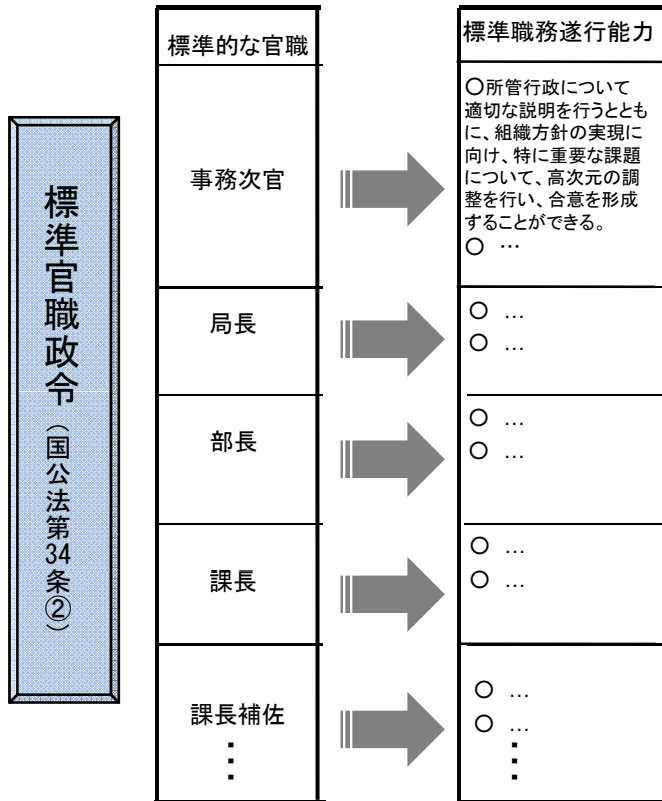 標準官職政令（国公法第34条②）
標準的な官職
標準職務遂行能力
事務次官
〇所管行政について
適切な説明を行うととも
に、組織方針の実現に
向け、特に重要な課題
について、高次元の調
整を行い、合意を形成
することができる。
〇 …
局長
〇 …
〇 …
部長
〇 …
〇 …
課長
〇 …
〇 …
課長補佐
・
・
・
〇 …
〇 …
・
・
・